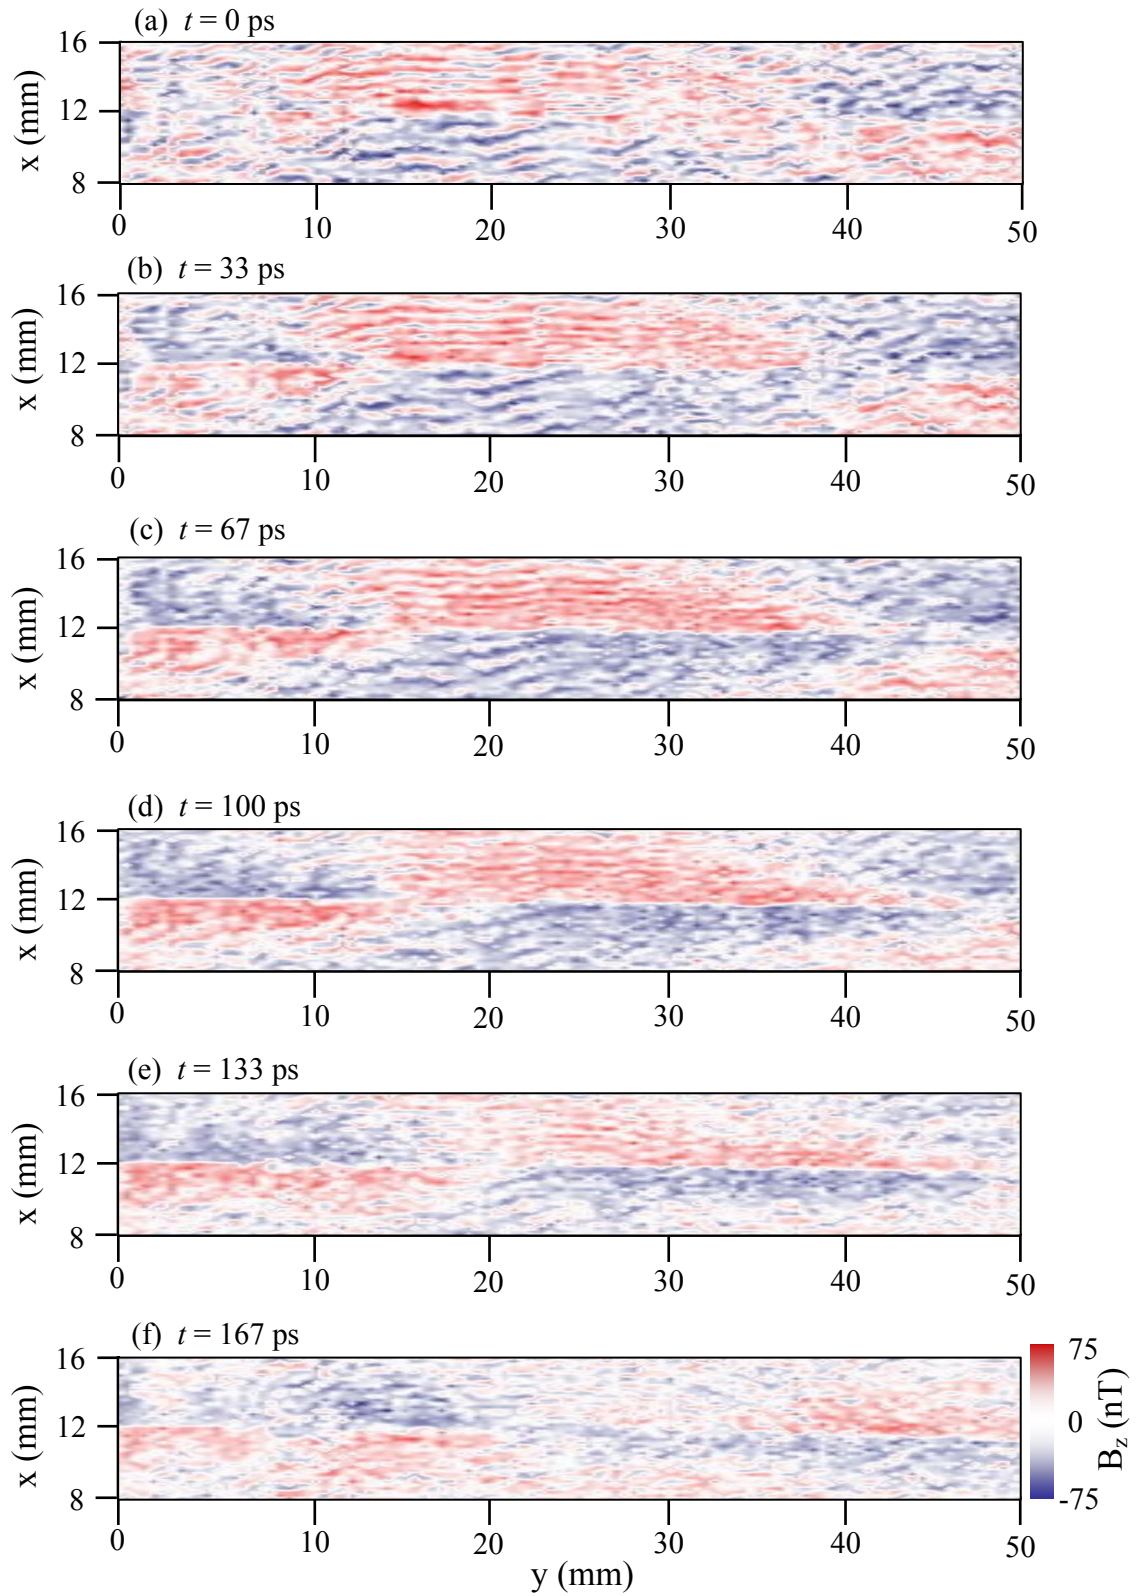 (a) t = 0 ps
16
12
8
x (mm)
0 10 20 30 40 50
(b) t = 33 ps
16
12
8
x (mm)
0 10 20 30 40 50
(c) t = 67 ps
16
12
8
x (mm)
0 10 20 30 40 50
(d) t = 100 ps
16
12
8
x (mm)
0 10 20 30 40 50
(e) t = 133 ps
16
12
8
x (mm)
0 10 20 30 40 50
(f) t = 167 ps
16
12
8
x (mm)
0 10 20 30 40 50
y (mm)
75
0
-75
B_z (nT)